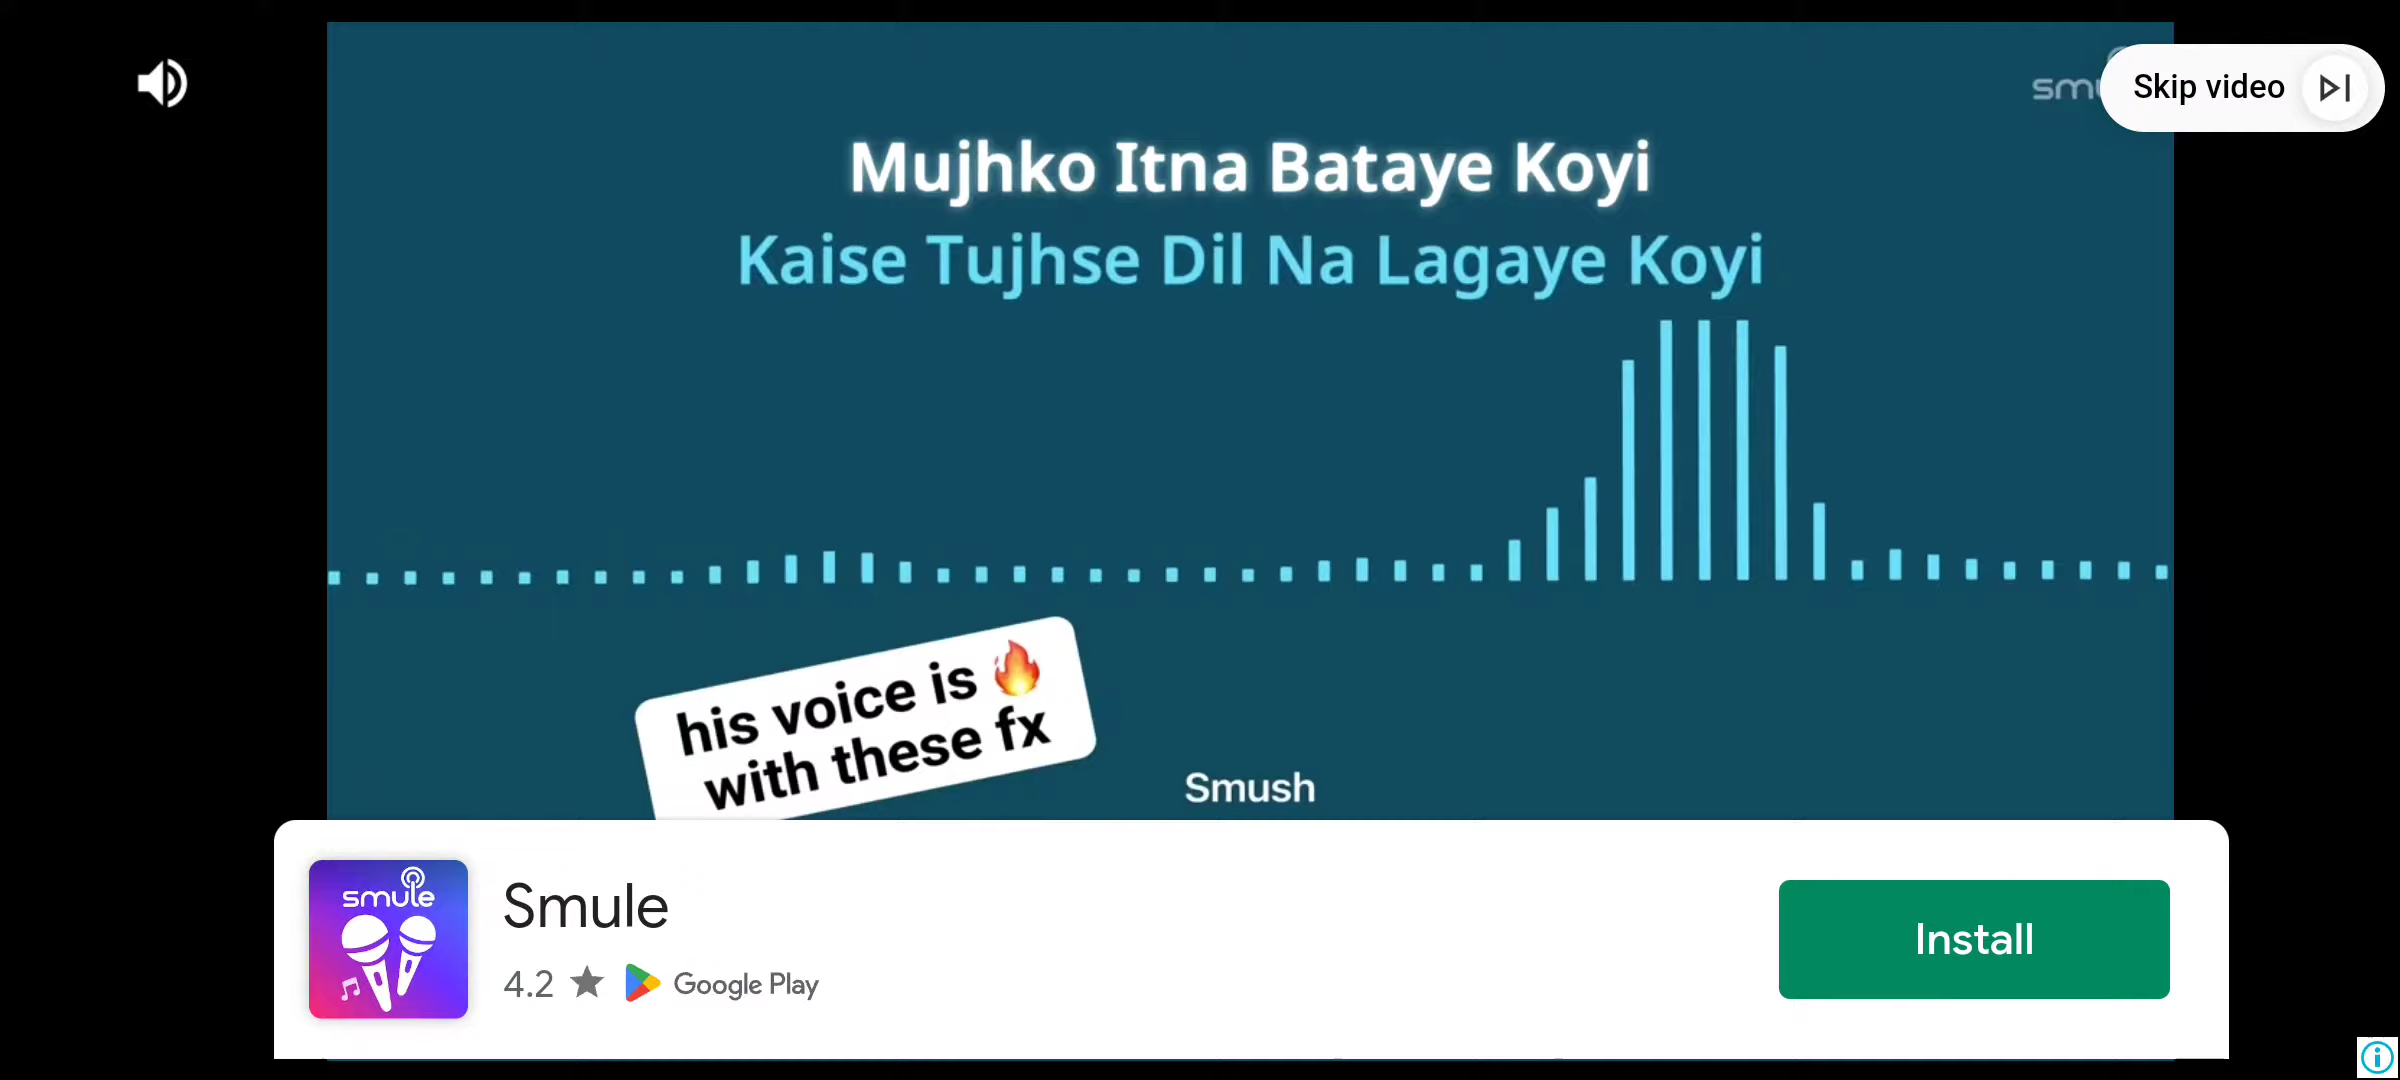 Skip video
Mujhko Itna Bataye Koyi
Kaise Tujhse Dil Na Lagaye Koyi
his voice is 🔥
with these fx
Smush
smule
Smule
4.2 ★ Google Play
Install